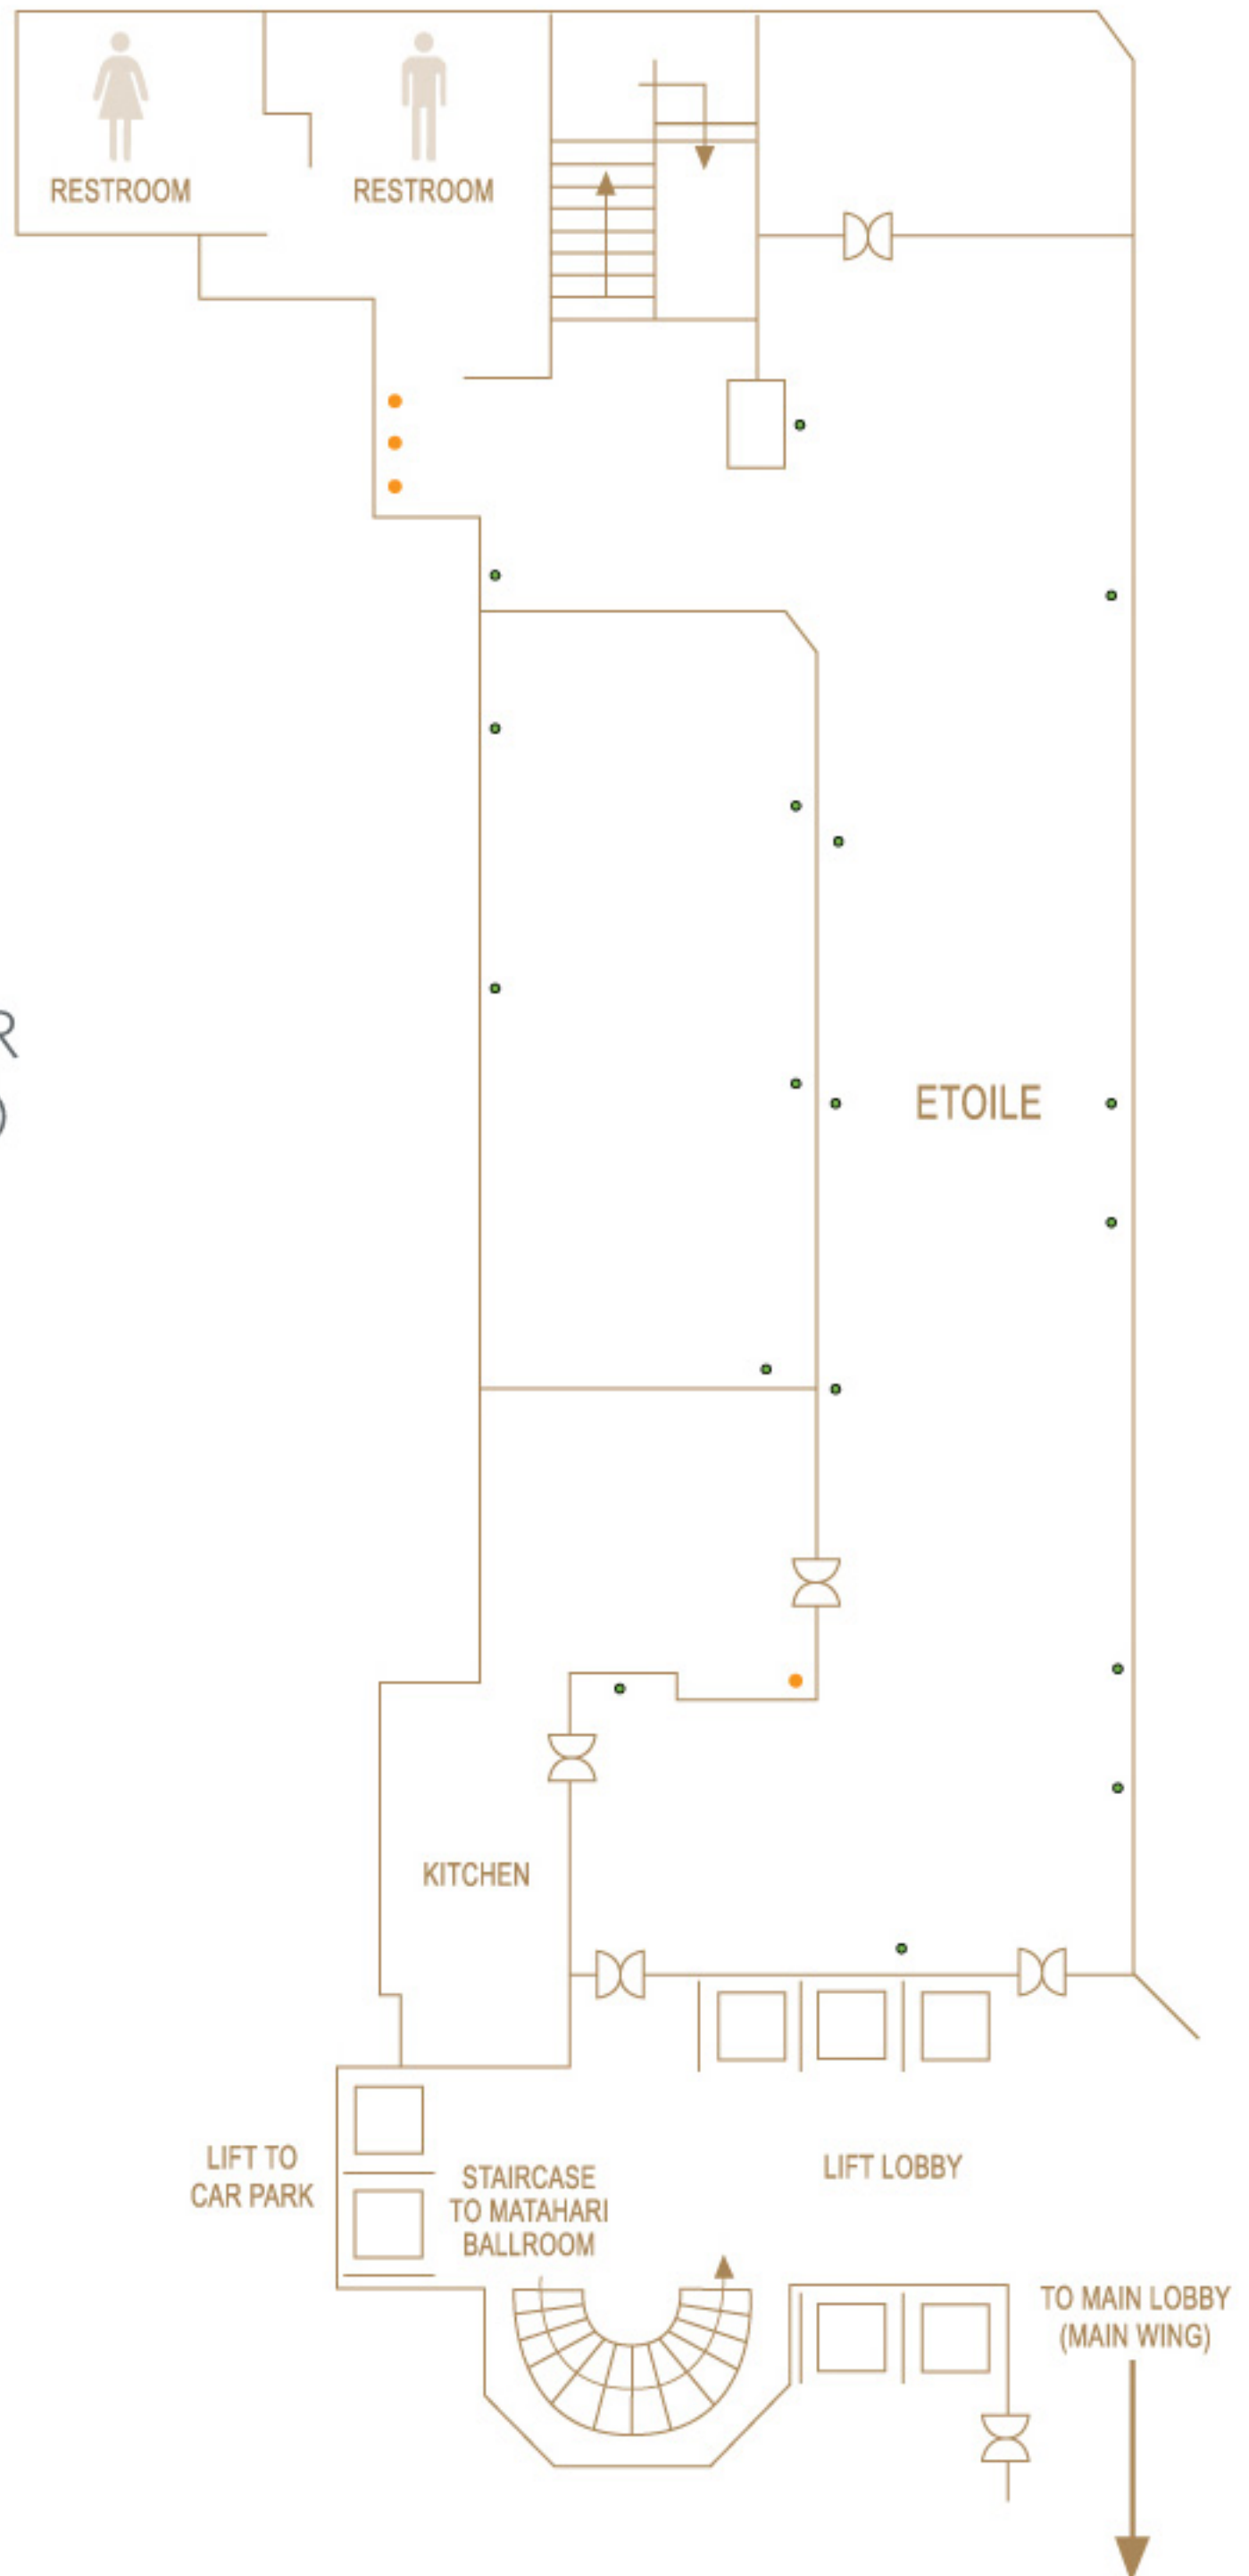 RESTROOM
RESTROOM
R
)
ETOILE
KITCHEN
LIFT TO
CAR PARK
STAIRCASE
TO MATAHARI
BALLROOM
LIFT LOBBY
TO MAIN LOBBY
(MAIN WING)